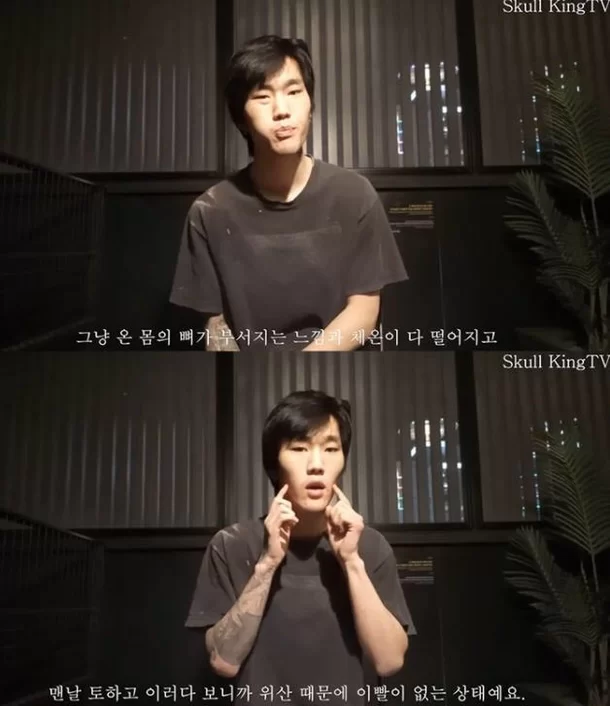 Skull KingTV
그냥 온 몸의 뼈가 부서지는 느낌과 체온이 다 떨어지고
Skull KingTV
맨날 토하고 이러다 보니까 위산 때문에 이빨이 없는 상태예요.